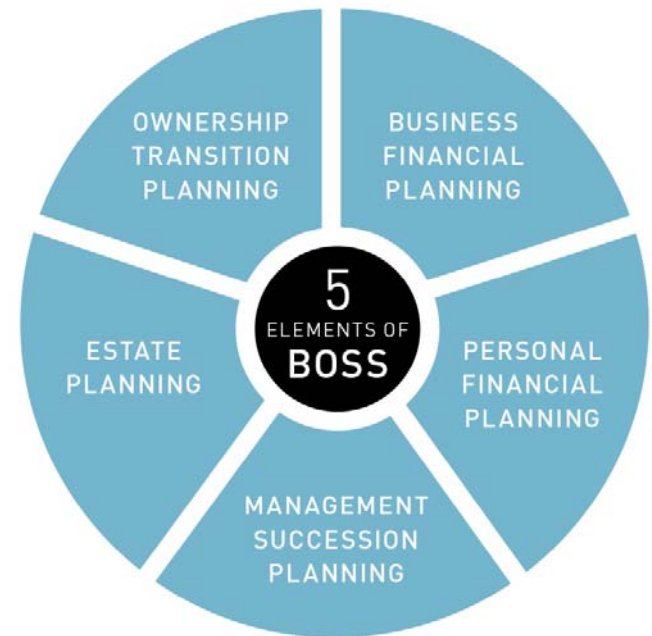 OWNERSHIP
TRANSITION
PLANNING
BUSINESS
FINANCIAL
PLANNING
5
ELEMENTS OF
BOSS
ESTATE
PLANNING
PERSONAL
FINANCIAL
PLANNING
MANAGEMENT
SUCCESSION
PLANNING